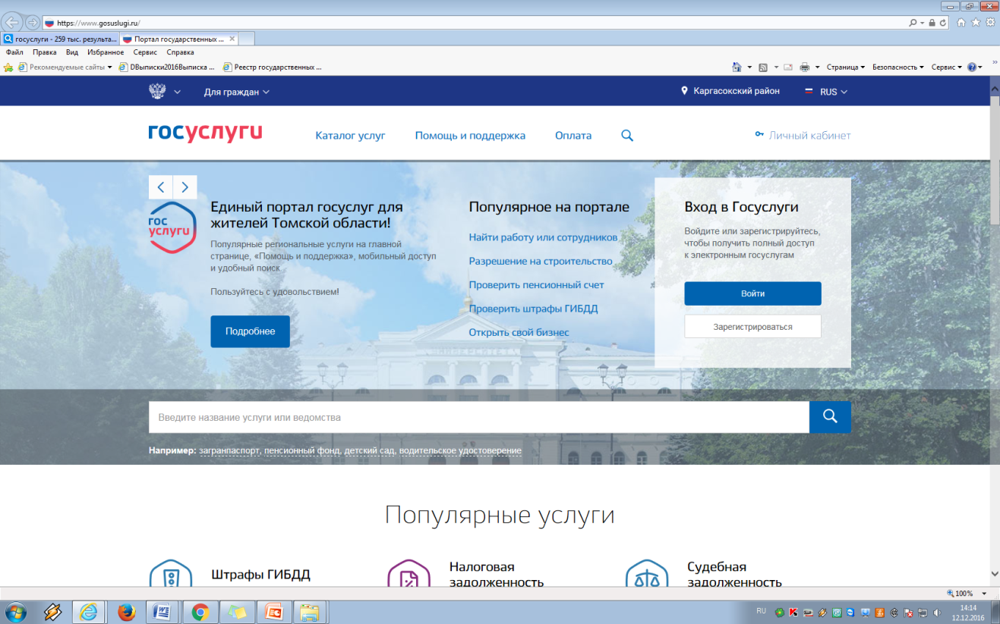 https://www.gosuslugi.ru/
госуслуги - 259 тыс. результа...
Портал государственных ...
Файл Правка Вид Избранное Сервис Справка
Рекомендуемые сайты
DВыписки2016Выписка ...
Реестр государственных ...
Страница
Безопасность
Сервис
Для граждан
Каргасокский район
RUS
госуслуги
Каталог услуг
Помощь и поддержка
Оплата
Личный кабинет
гос
услуги
Единый портал госуслуг для
жителей Томской области!
Популярные региональные услуги на главной
странице, «Помощь и поддержка», мобильный доступ
и удобный поиск
Пользуйтесь с удовольствием!
Подробнее
Популярное на портале
Найти работу или сотрудников
Разрешение на строительство
Проверить пенсионный счет
Проверить штрафы ГИБДД
Открыть свой бизнес
Вход в Госуслуги
Войдите или зарегистрируйтесь,
чтобы получить полный доступ
к электронным госуслугам
Войти
Зарегистрироваться
Введите название услуги или ведомства
Например: загранпаспорт, пенсионный фонд, детский сад, водительское удостоверение
Популярные услуги
Штрафы ГИБДД
Налоговая
задолженность
Судебная
задолженность
100%
RU
14:14
12.12.2016